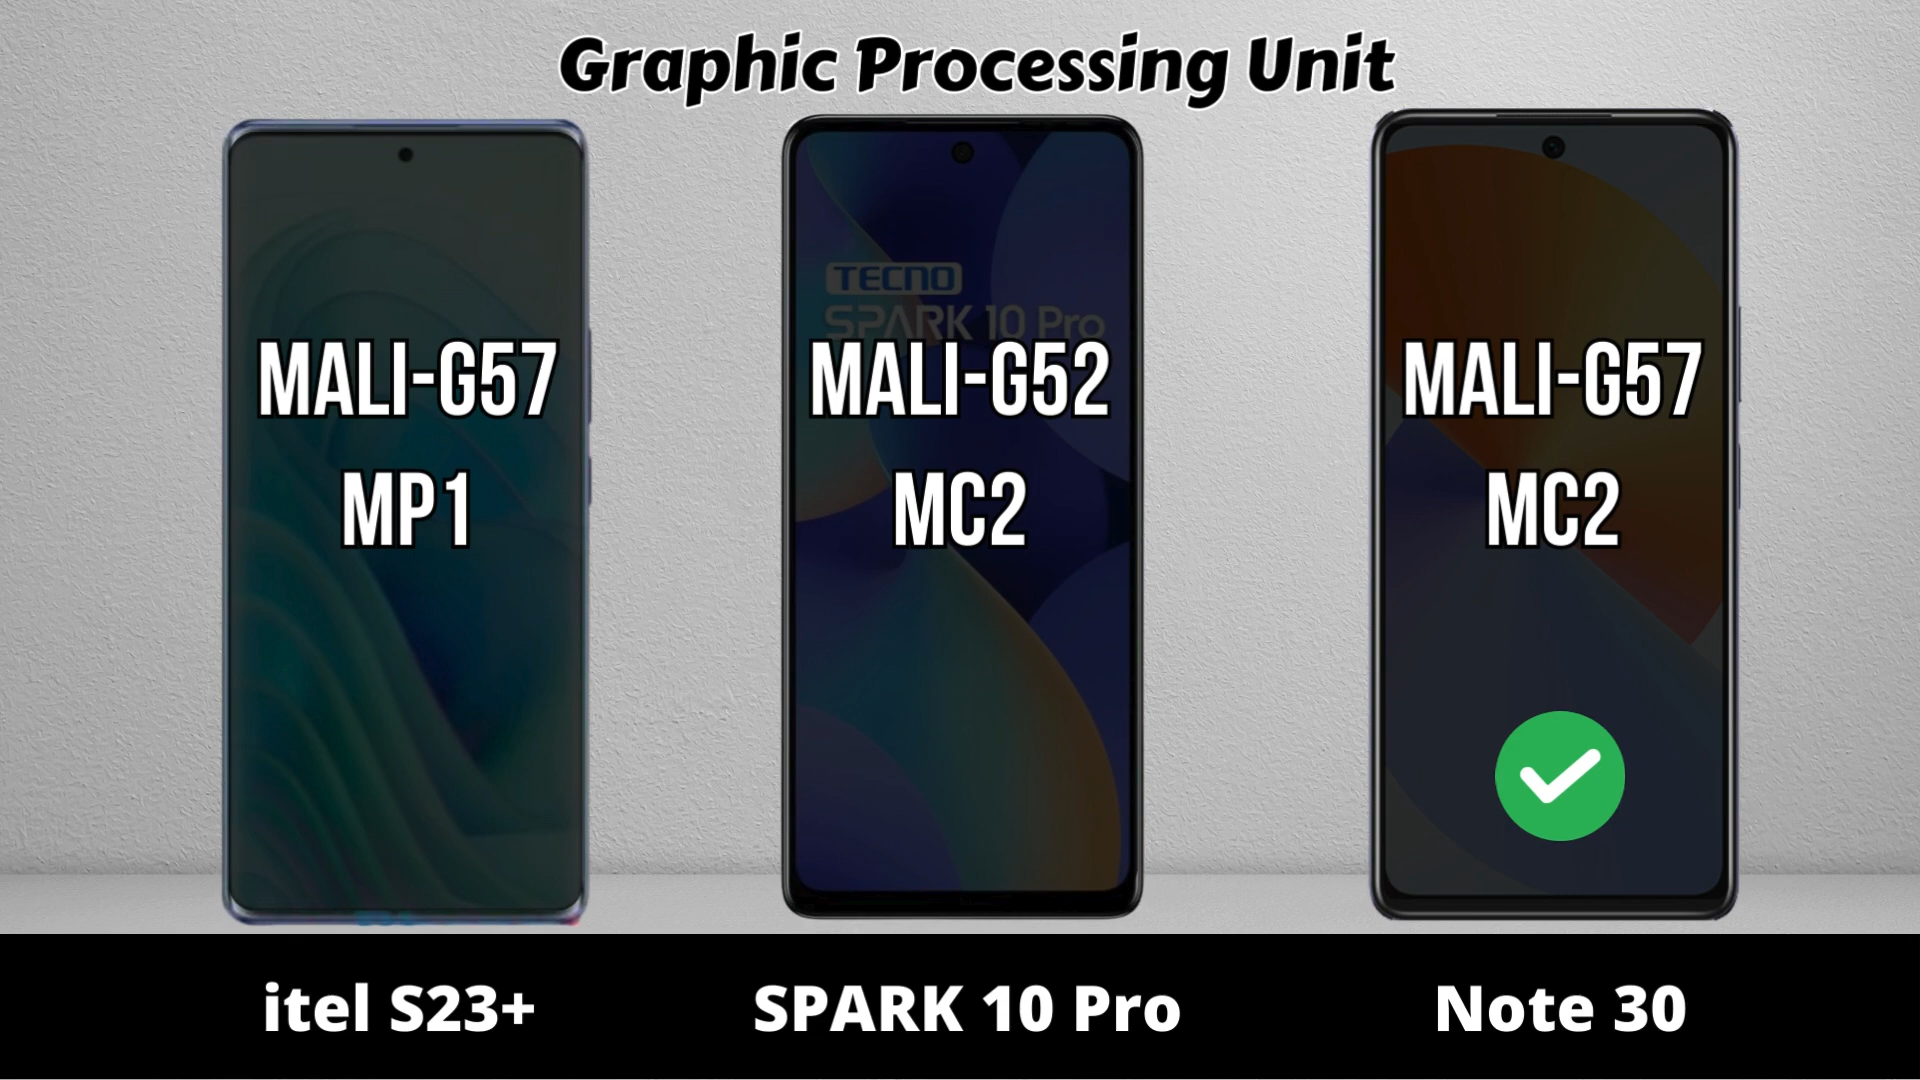 Graphic Processing Unit
MALI-G57
MP1
TECNO
SPARK 10 Pro
MALI-G52
MC2
MALI-G57
MC2
itel S23+
SPARK 10 Pro
Note 30